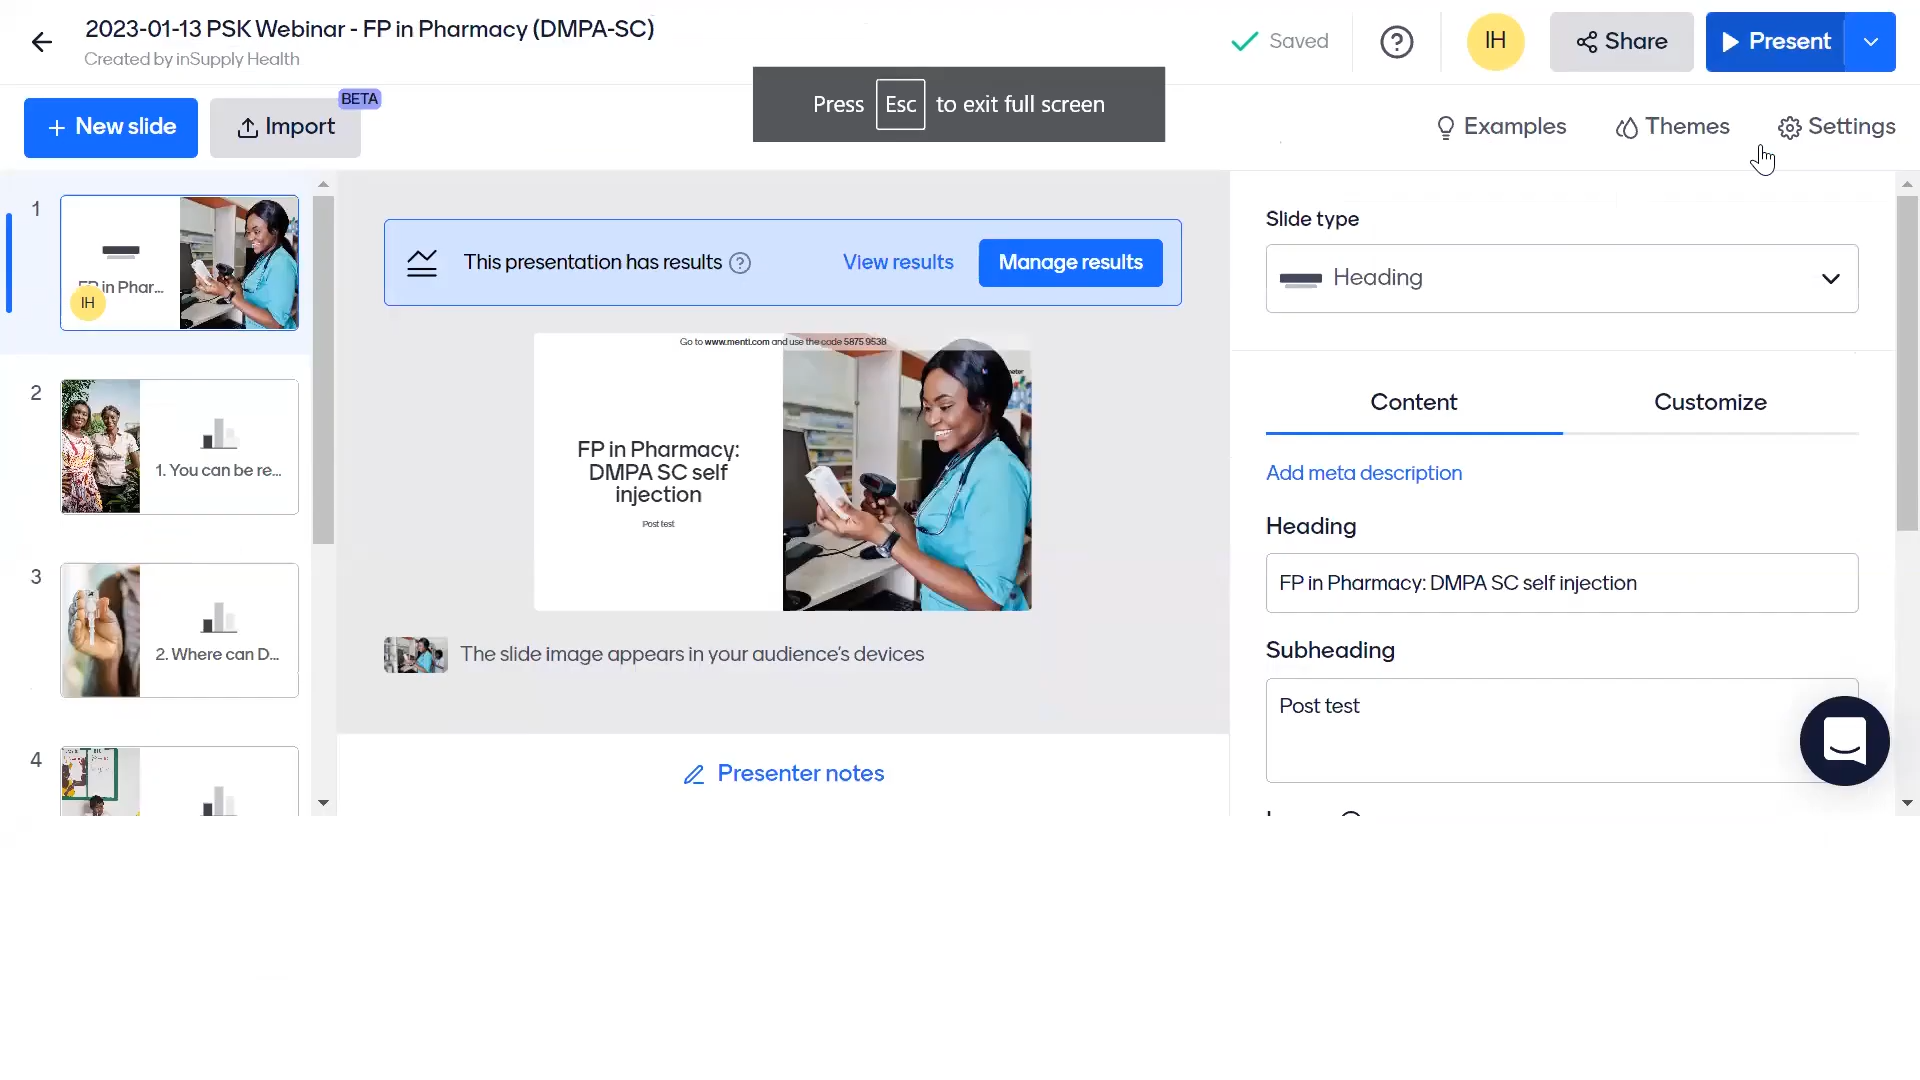 2023-01-13 PSK Webinar - FP in Pharmacy (DMPA-SC)
Created by inSupply Health
Saved
IH
Share
Present
Press Esc to exit full screen
New slide
Import
BETA
Examples
Themes
Settings
1
FP in Phar...
IH
2
1. You can be re...
3
2. Where can D...
4
This presentation has results
View results
Manage results
Go to www.menti.com and use the code 5875 9538
FP in Pharmacy:
DMPA SC self
injection
Post test
The slide image appears in your audience's devices
Presenter notes
Slide type
Heading
Content
Customize
Add meta description
Heading
FP in Pharmacy: DMPA SC self injection
Subheading
Post test